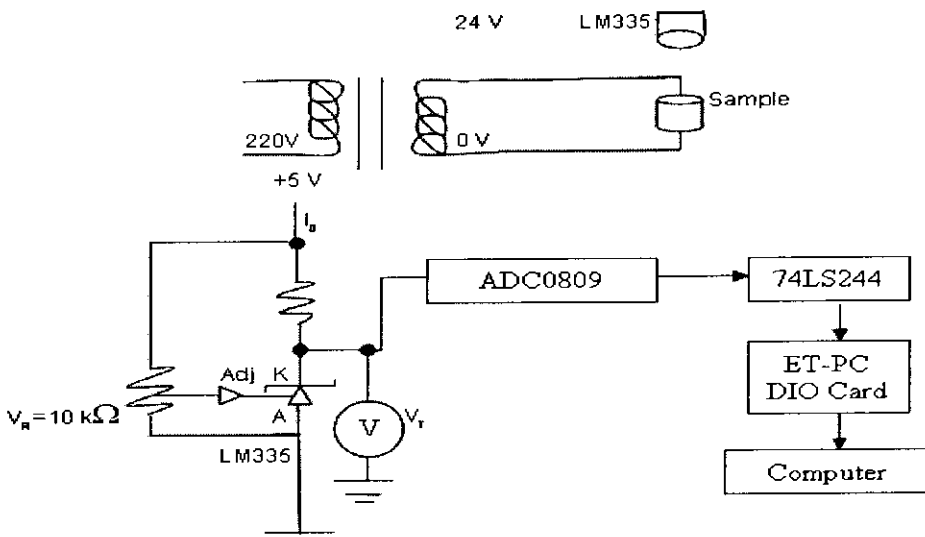 24 V
LM335
Sample
220V
0 V
+5 V
ADC0809
74LS244
Adj
K
A
ET-PC
DIO Card
V_R = 10 kΩ
V
V_T
LM335
Computer